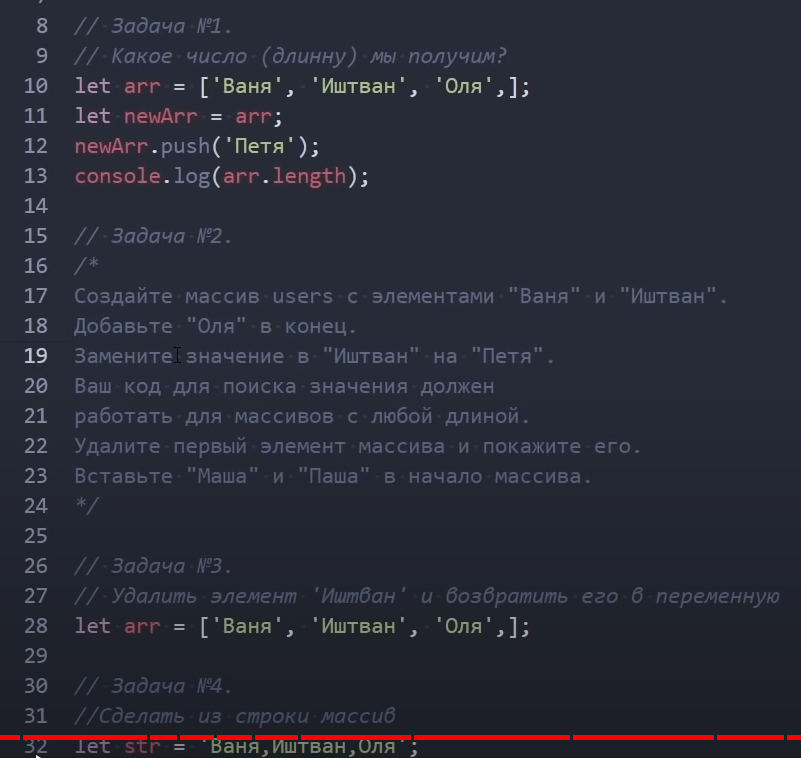 8 // Задача №1.
9 // Какое число (длинну) мы получим?
10 let arr = ['Ваня', 'Иштван', 'Оля',];
11 let newArr = arr;
12 newArr.push('Петя');
13 console.log(arr.length);
14
15 // Задача №2.
16 /*
17 Создайте массив users с элементами "Ваня" и "Иштван".
18 Добавьте "Оля" в конец.
19 Замените значение в "Иштван" на "Петя".
20 Ваш код для поиска значения должен
21 работать для массивов с любой длиной.
22 Удалите первый элемент массива и покажите его.
23 Вставьте "Маша" и "Паша" в начало массива.
24 */
25
26 // Задача №3.
27 // Удалить элемент 'Иштван' и возвратить его в переменную
28 let arr = ['Ваня', 'Иштван', 'Оля',];
29
30 // Задача №4.
31 //Сделать из строки массив
32 let str = 'Ваня,Иштван,Оля';